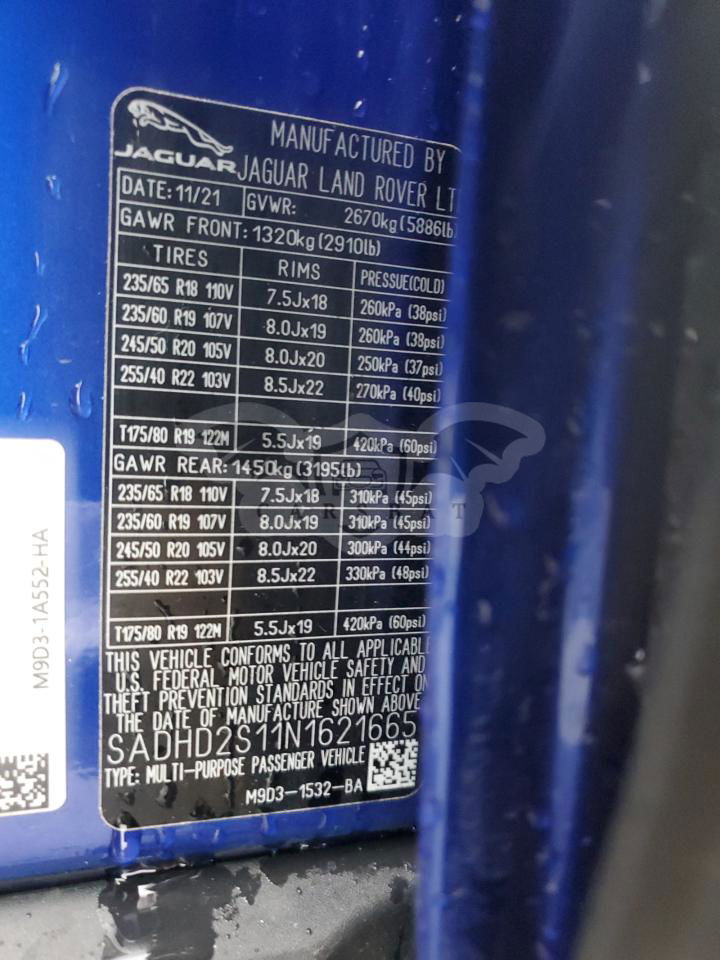 JAGUAR
MANUFACTURED BY
JAGUAR LAND ROVER LT
DATE: 11/21 GVWR: 2670kg (5886lb)
GAWR FRONT: 1320kg (2910lb)
TIRES RIMS PRESSUE(COLD)
235/65 R18 110V 7.5Jx18 260kPa (38psi)
235/60 R19 107V 8.0Jx19 260kPa (38psi)
245/50 R20 105V 8.0Jx20 250kPa (37psi)
255/40 R22 103V 8.5Jx22 270kPa (40psi)
T175/80 R19 122M 5.5Jx19 420kPa (60psi)
GAWR REAR: 1450kg (3195lb)
235/65 R18 110V 7.5Jx18 310kPa (45psi)
235/60 R19 107V 8.0Jx19 310kPa (45psi)
245/50 R20 105V 8.0Jx20 300kPa (44psi)
255/40 R22 103V 8.5Jx22 330kPa (48psi)
T175/80 R19 122M 5.5Jx19 420kPa (60psi)
THIS VEHICLE CONFORMS TO ALL APPLICABL
U.S. FEDERAL MOTOR VEHICLE SAFETY AND
THEFT PREVENTION STANDARDS IN EFFECT ON
THE DATE OF MANUFACTURE SHOWN ABOVE
SADHD2S11N1621665
TYPE: MULTI-PURPOSE PASSENGER VEHICLE
M9D3-1532-BA
M9D3-1A552-HA